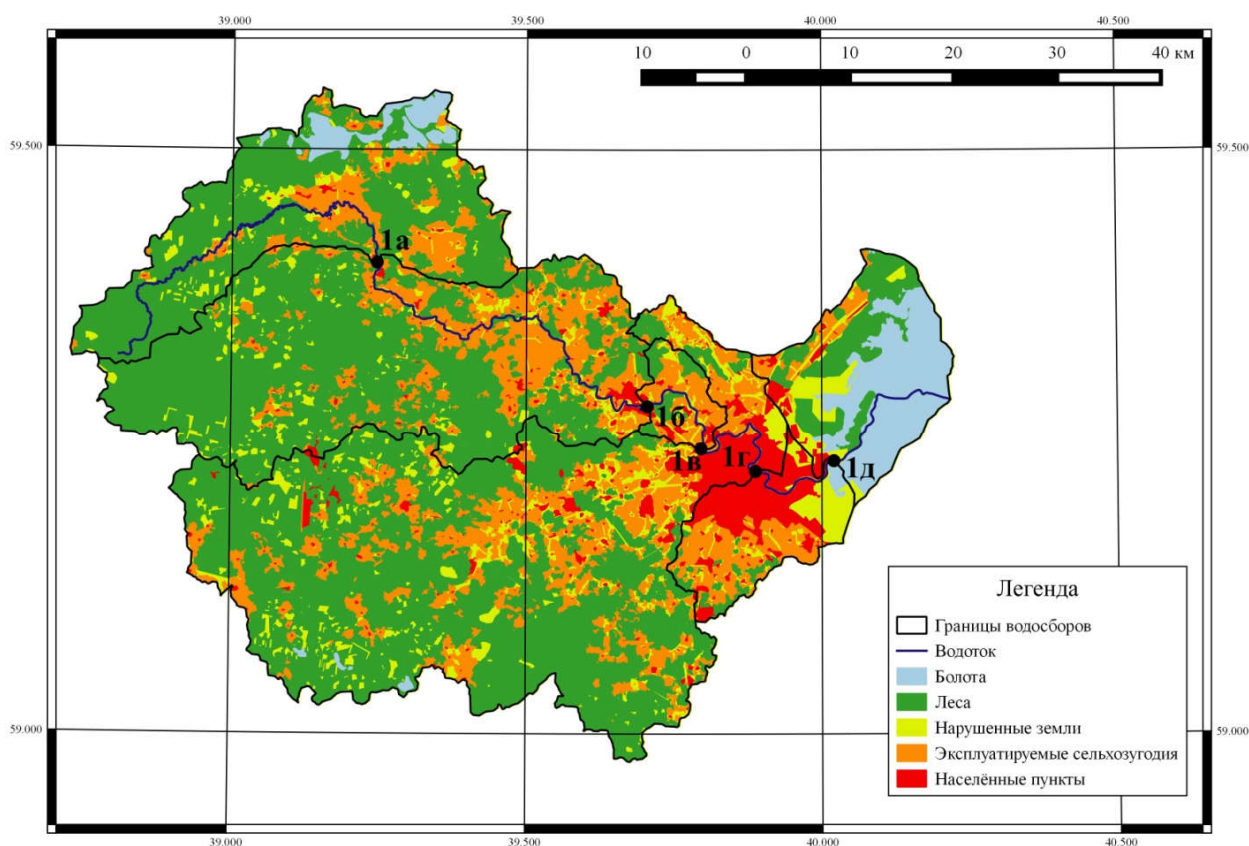 39.000 39.500 40.000 40.500
10 0 10 20 30 40 км
59.500 59.500
1а
1б
1в
1г
1д
Легенда
Границы водосборов
Водоток
Болота
Леса
Нарушенные земли
Эксплуатируемые сельхозугодия
Населённые пункты
59.000 59.000
39.000 39.500 40.000 40.500